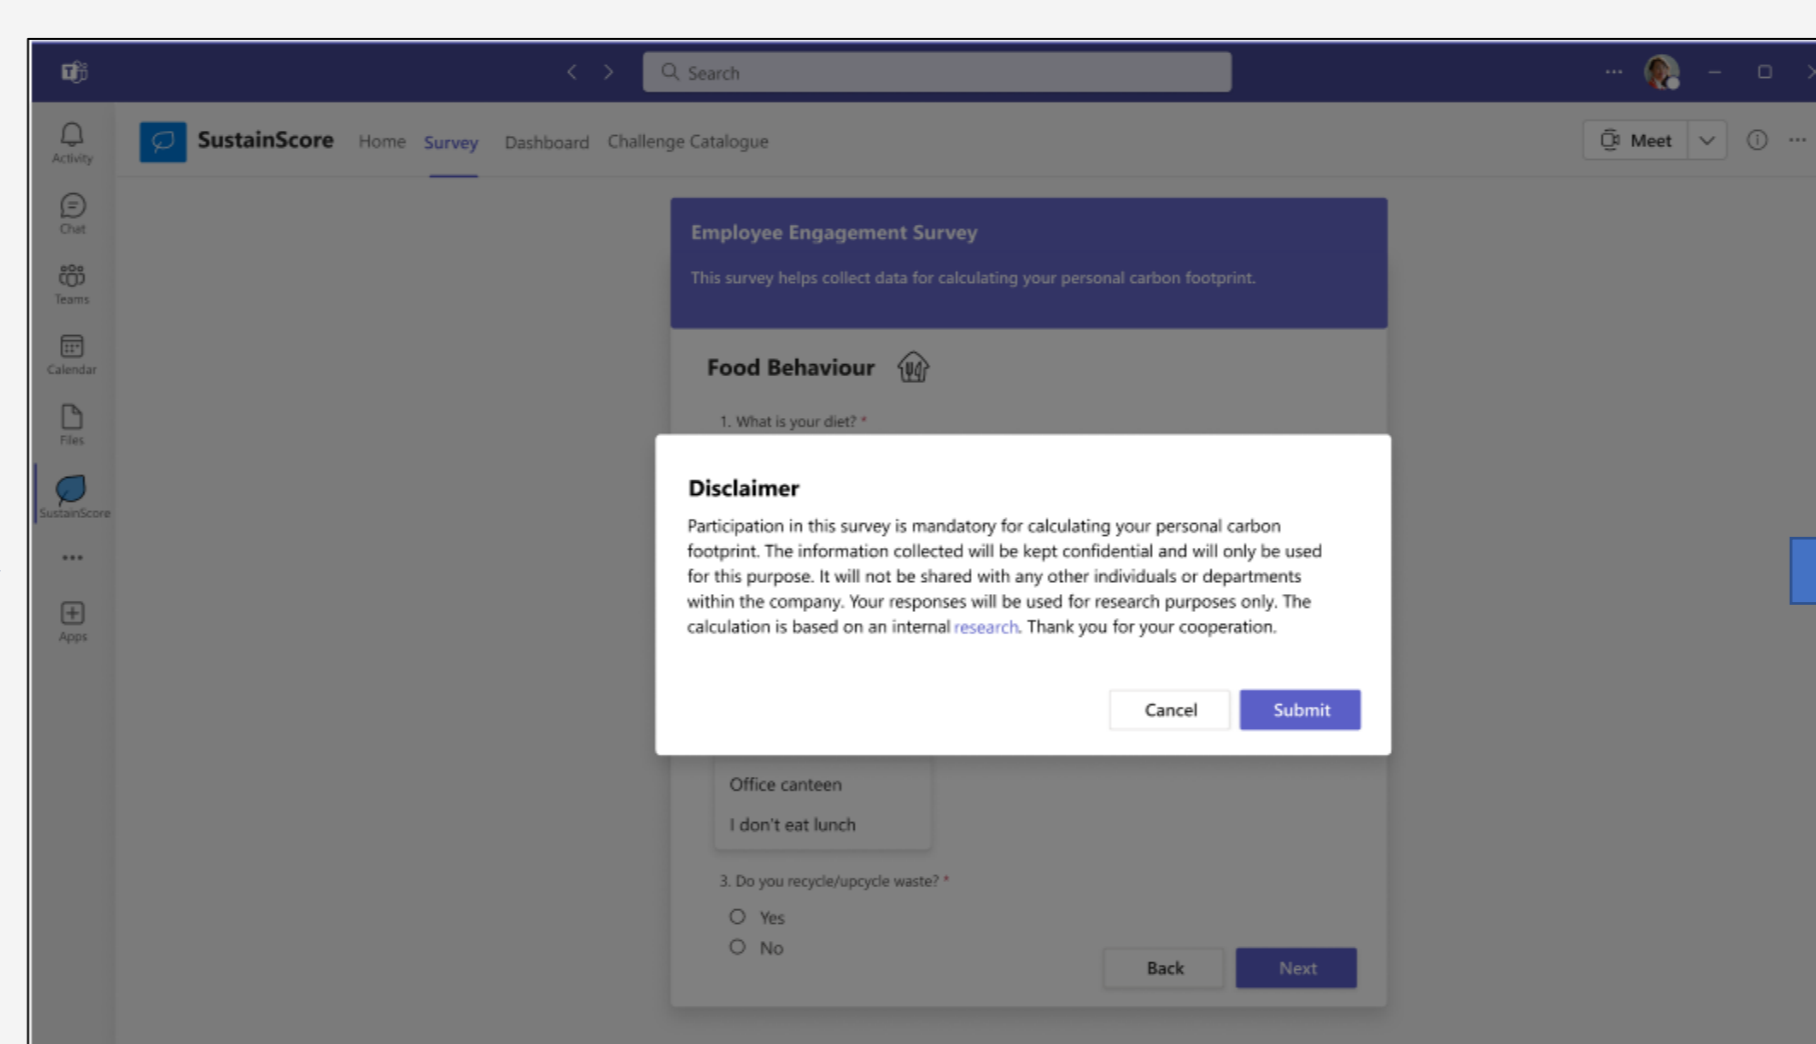 Search
Activity
Chat
Teams
Calendar
Files
SustainScore
Apps
SustainScore Home Survey Dashboard Challenge Catalogue
Meet
Employee Engagement Survey
This survey helps collect data for calculating your personal carbon footprint.
Food Behaviour
1. What is your diet? *
Disclaimer
Participation in this survey is mandatory for calculating your personal carbon
footprint. The information collected will be kept confidential and will only be used
for this purpose. It will not be shared with any other individuals or departments
within the company. Your responses will be used for research purposes only. The
calculation is based on an internal research. Thank you for your cooperation.
Cancel Submit
Office canteen
I don't eat lunch
3. Do you recycle/upcycle waste? *
Yes
No
Back Next